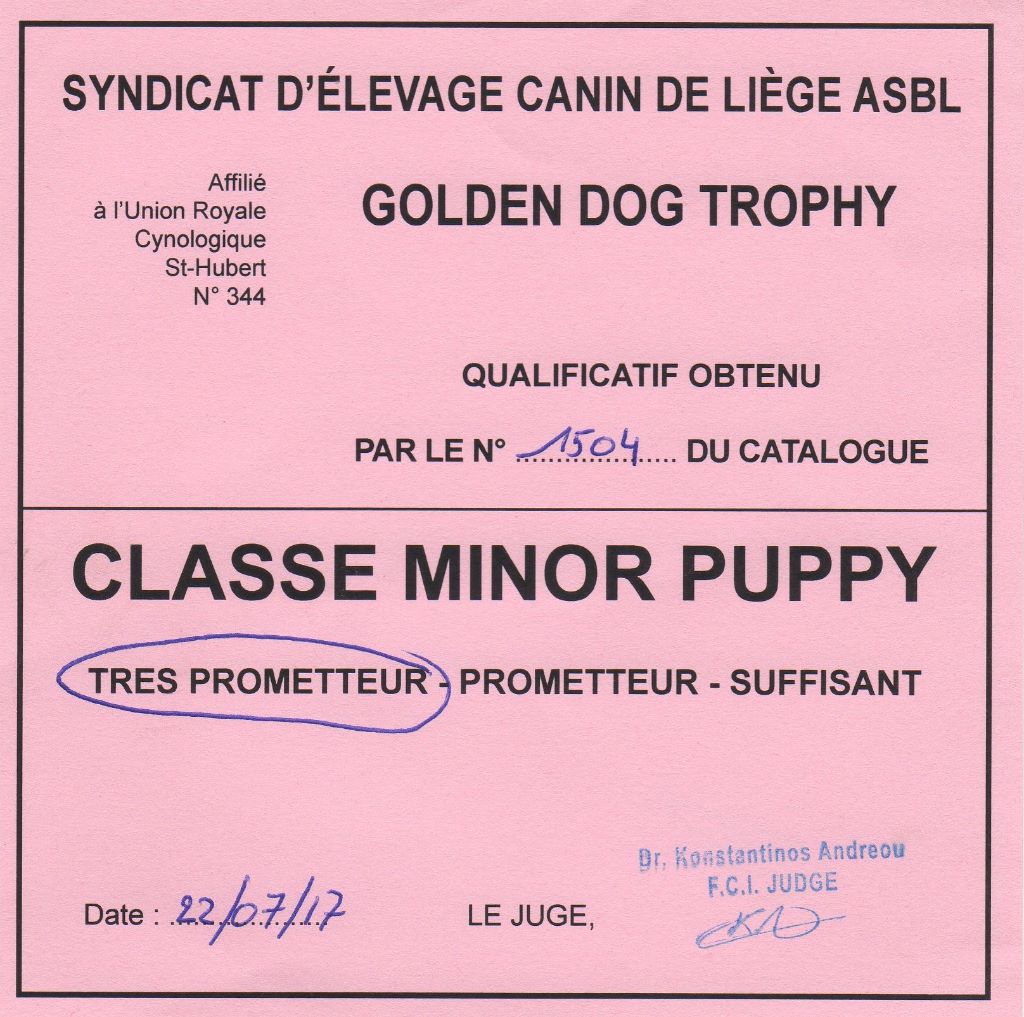 SYNDICAT D'ÉLEVAGE CANIN DE LIÈGE ASBL
Affilié
à l'Union Royale
Cynologique
St-Hubert
N° 344
GOLDEN DOG TROPHY
QUALIFICATIF OBTENU
PAR LE N° 1504 DU CATALOGUE
CLASSE MINOR PUPPY
TRES PROMETTEUR - PROMETTEUR - SUFFISANT
Dr. Konstantinos Andreou
F.C.I. JUDGE
Date : 22/07/17 LE JUGE,